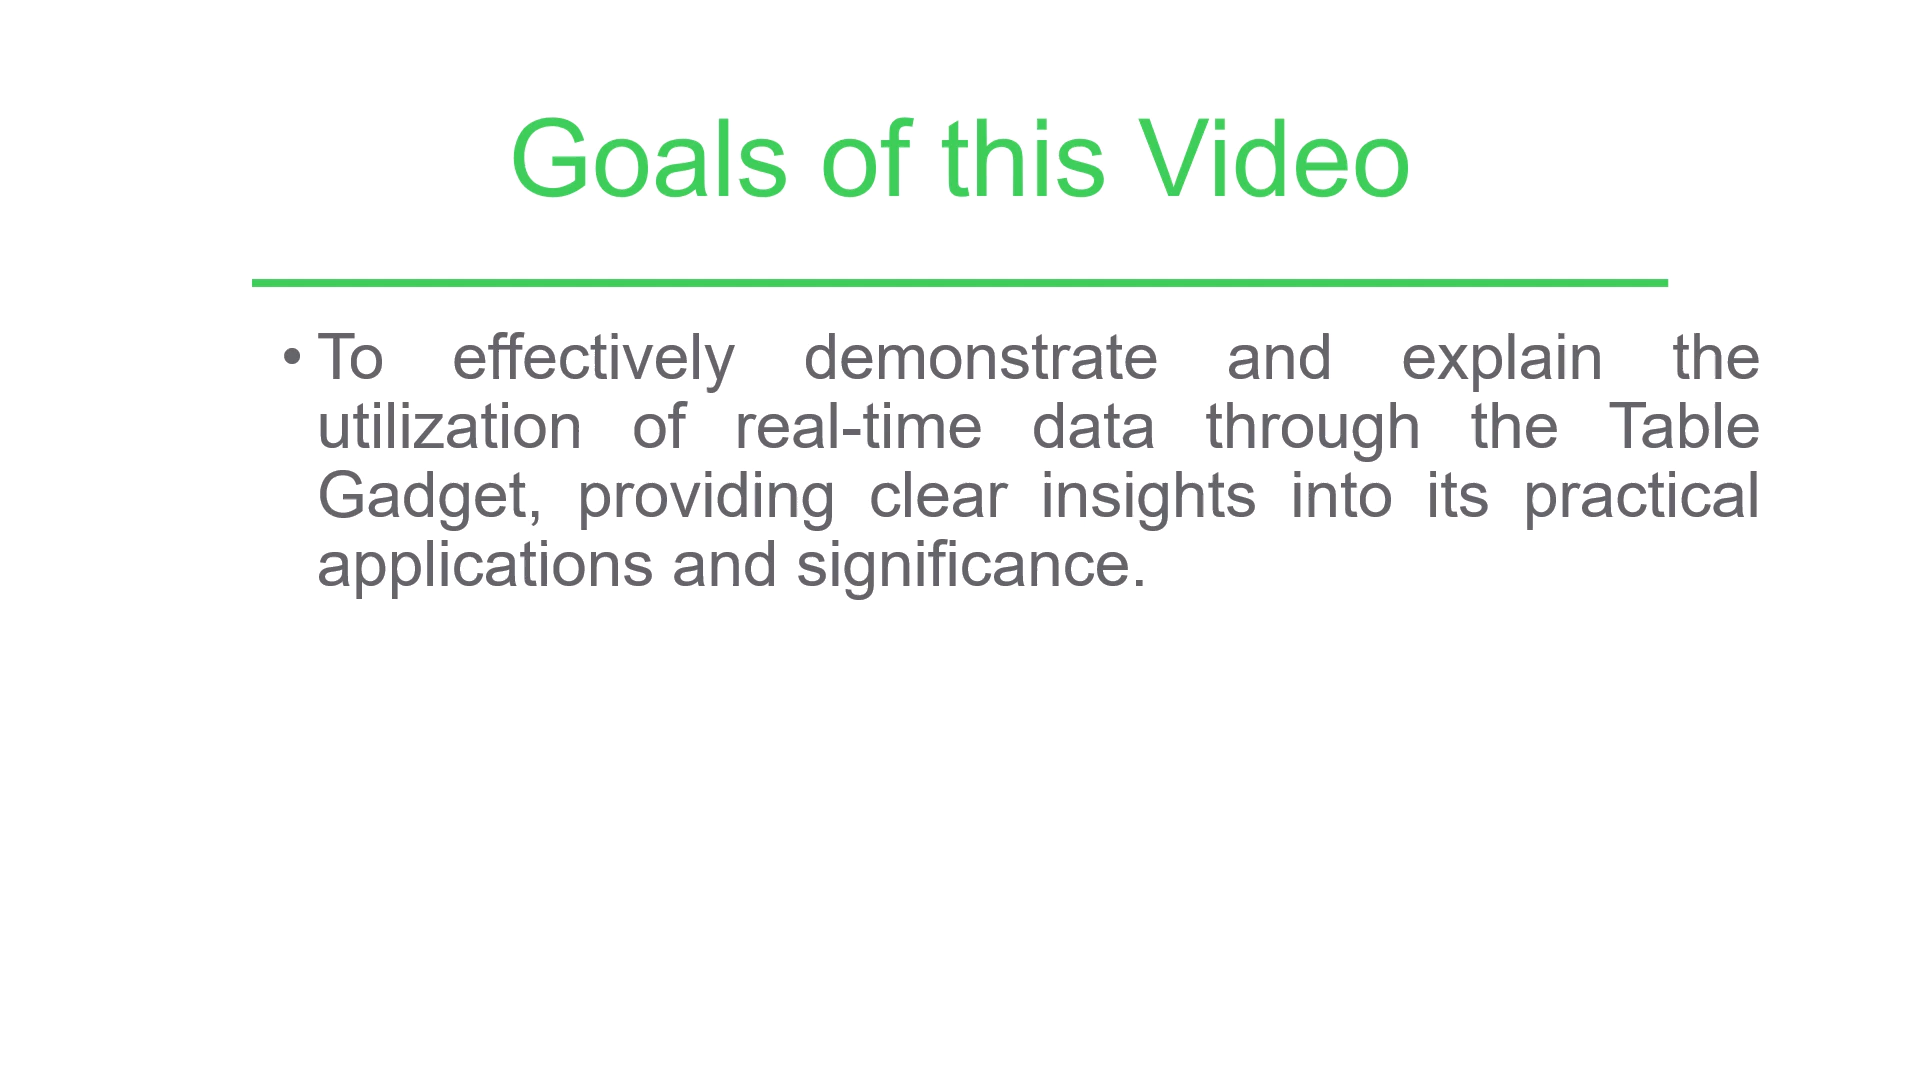 Goals of this Video
• To effectively demonstrate and explain the
utilization of real-time data through the Table
Gadget, providing clear insights into its practical
applications and significance.